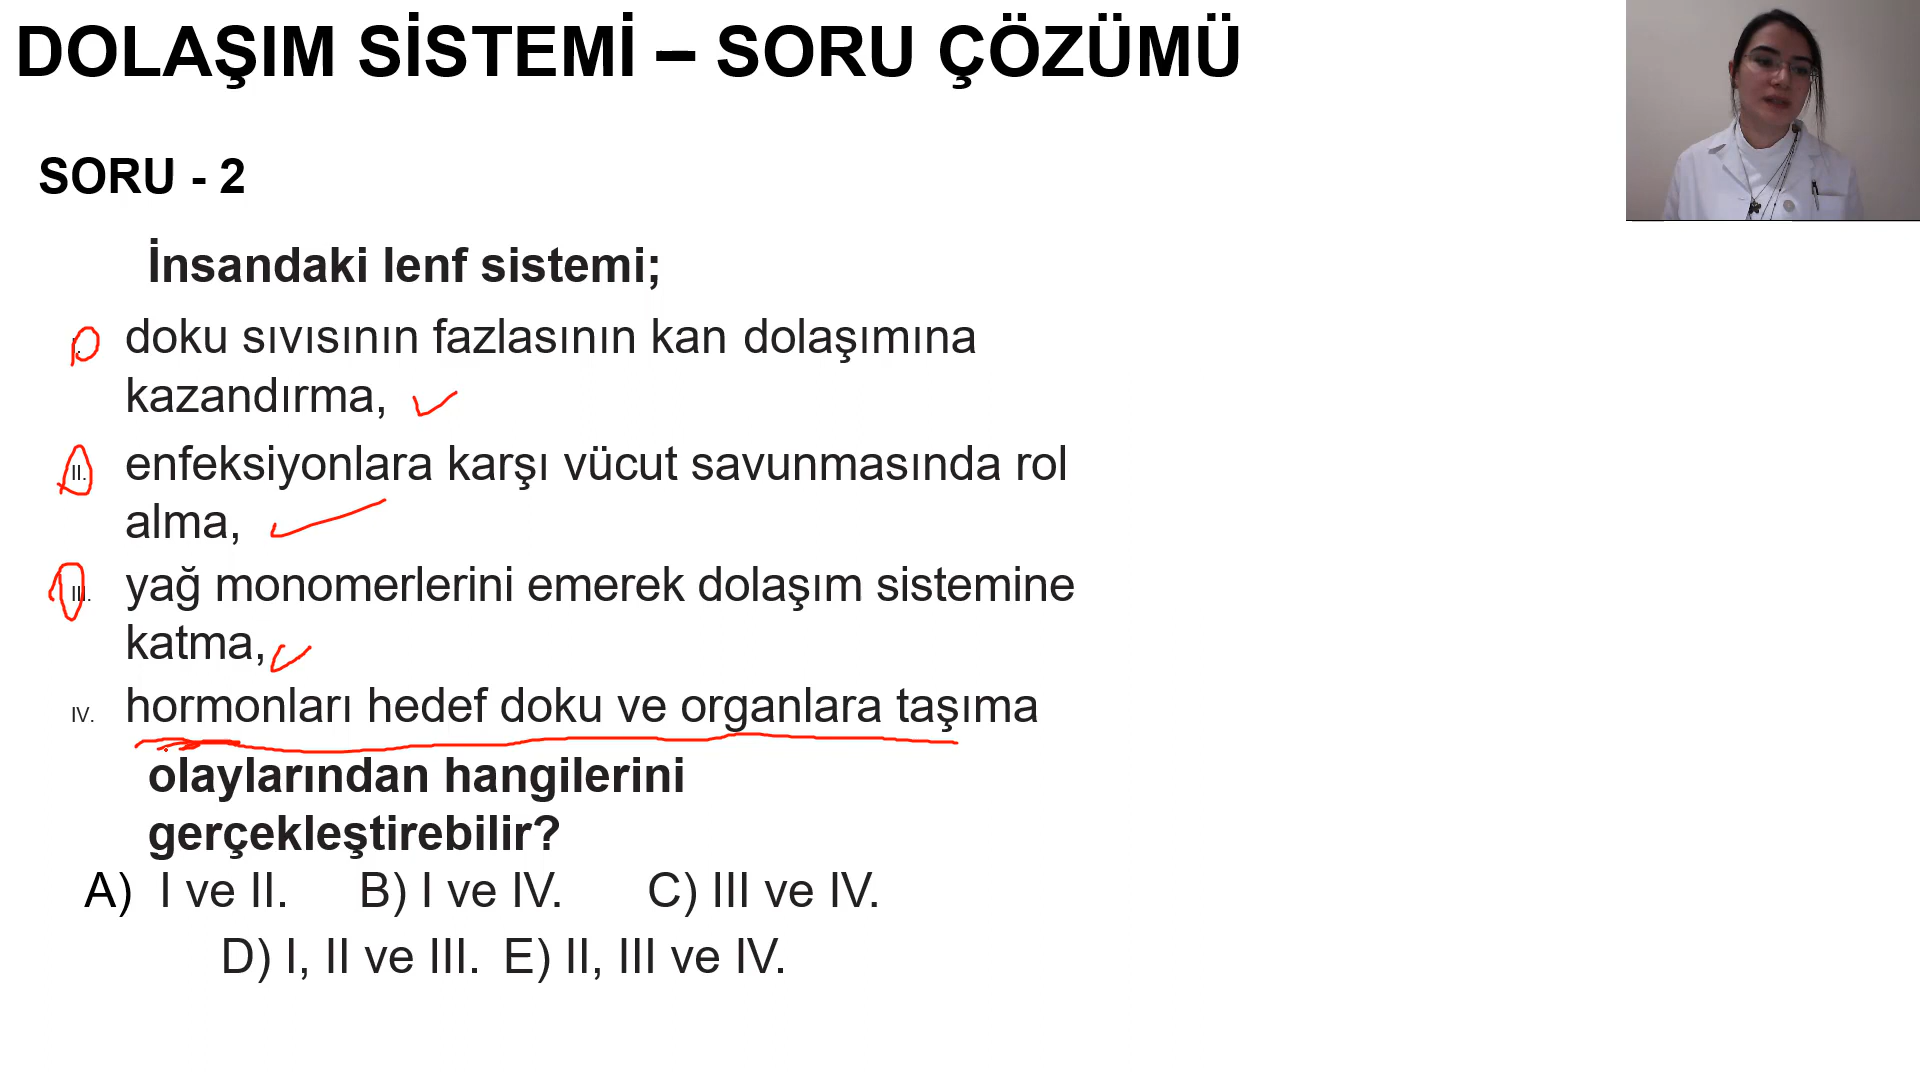 DOLAŞIM SİSTEMİ – SORU ÇÖZÜMÜ
SORU - 2
İnsandaki lenf sistemi;
I. doku sıvısının fazlasının kan dolaşımına
kazandırma,
II. enfeksiyonlara karşı vücut savunmasında rol
alma,
III. yağ monomerlerini emerek dolaşım sistemine
katma,
IV. hormonları hedef doku ve organlara taşıma
olaylarından hangilerini
gerçekleştirebilir?
A) I ve II. B) I ve IV. C) III ve IV.
D) I, II ve III. E) II, III ve IV.